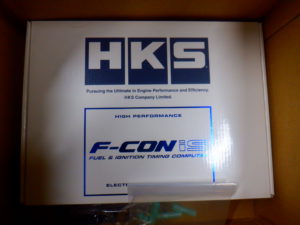 HKS
Pursuing the Ultimate in Engine Performance and Efficiency.
HKS Company Limited.
HIGH PERFORMANCE
F-CON iS
FUEL & IGNITION TIMING